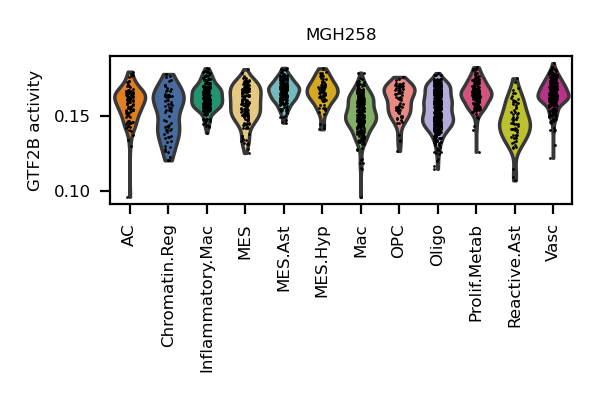 MGH258
GTF2B activity
0.15
0.10
AC
Chromatin.Reg
Inflammatory.Mac
MES
MES.Ast
MES.Hyp
Mac
OPC
Oligo
Prolif.Metab
Reactive.Ast
Vasc